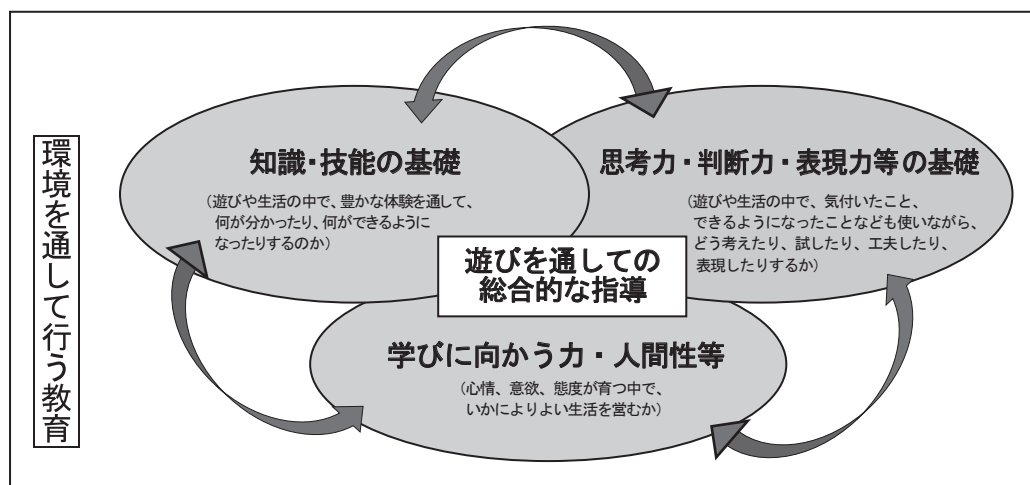 環境を通して行う教育
知識・技能の基礎
(遊びや生活の中で、豊かな体験を通して、
何が分かったり、何ができるように
なったりするのか)
思考力・判断力・表現力等の基礎
(遊びや生活の中で、気付いたこと、
できるようになったことなども使いながら、
どう考えたり、試したり、工夫したり、
表現したりするか)
遊びを通しての
総合的な指導
学びに向かう力・人間性等
(心情、意欲、態度が育つ中で、
いかによりよい生活を営むか)